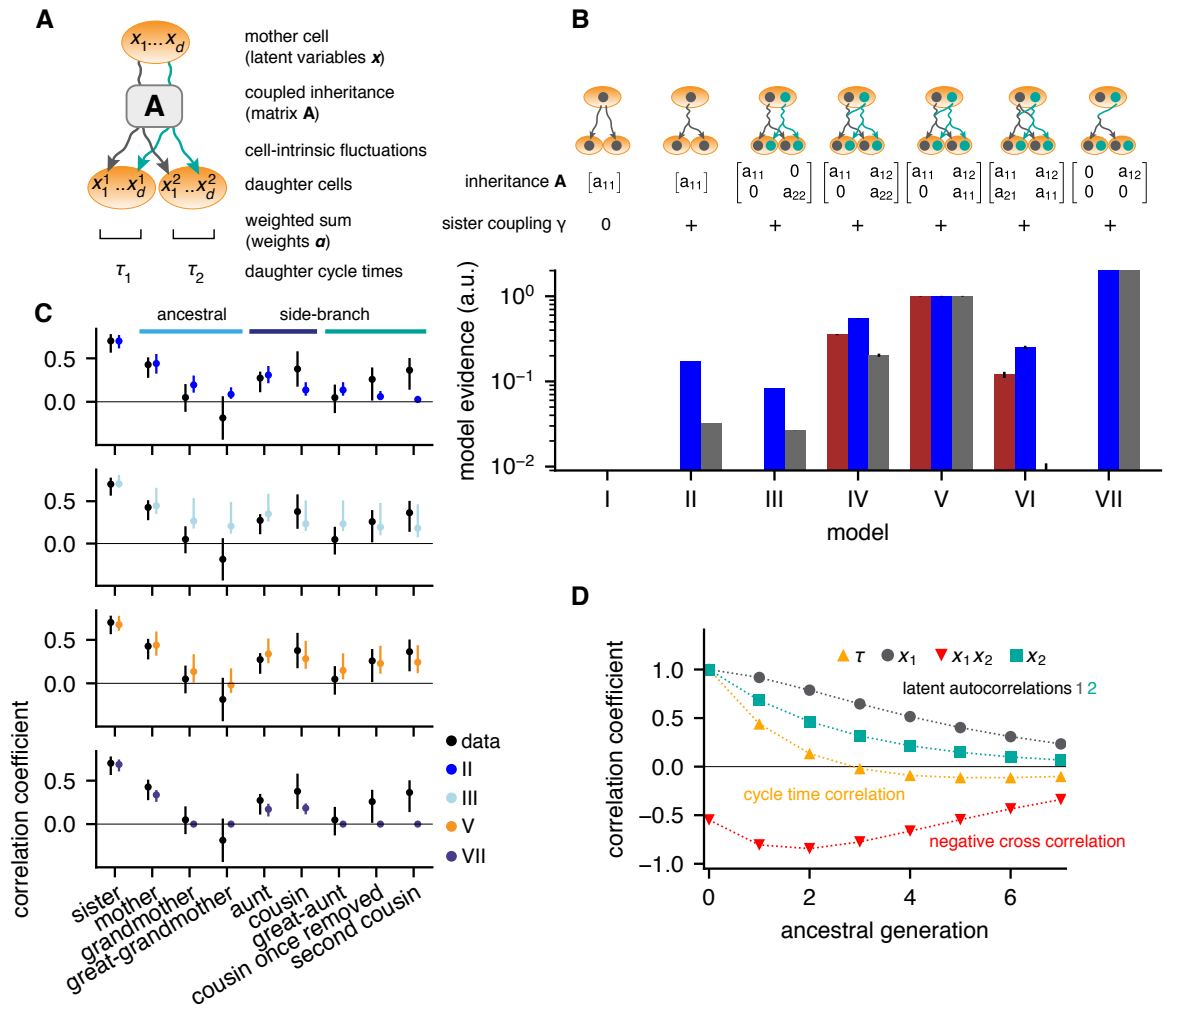 A
x1...xd
mother cell
(latent variables x)
A
coupled inheritance
(matrix A)
cell-intrinsic fluctuations
x11..x1d
x21..x2d
daughter cells
weighted sum
(weights α)
τ1
τ2
daughter cycle times
B
inheritance A
[a11]
[a11]
a11 0
0 a22
a11 a12
0 a22
a11 a12
0 a11
a11 a12
a21 a11
0 a12
0 0
sister coupling γ
0 + + + + + +
model evidence (a.u.)
10^0
10^−1
10^−2
I II III IV V VI VII
model
C
ancestral
side-branch
0.5
0.0
0.5
0.0
0.5
0.0
0.5
0.0
correlation coefficient
data
II
III
V
VII
sister
mother
grandmother
great-grandmother
aunt
cousin
great-aunt
cousin once removed
second cousin
D
τ x1 x1x2 x2
latent autocorrelations 1 2
cycle time correlation
negative cross correlation
1.0
0.5
0.0
−0.5
−1.0
correlation coefficient
0 2 4 6
ancestral generation